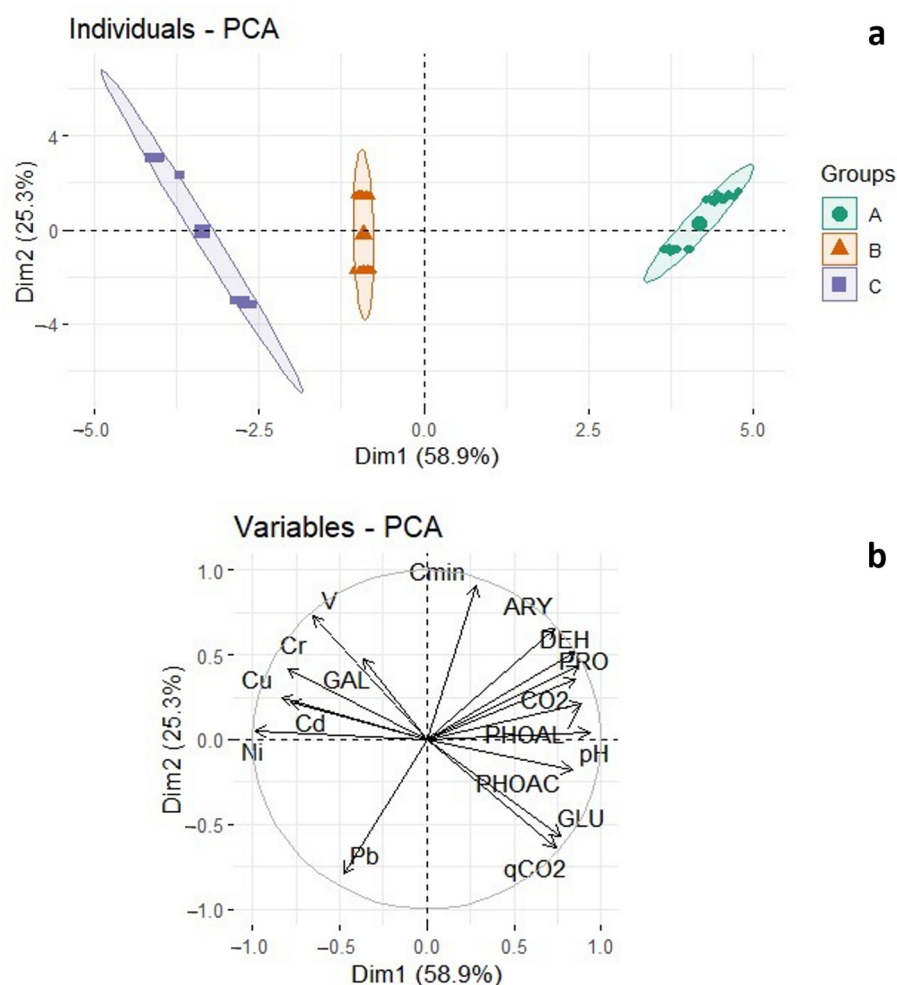 Individuals - PCA
a
Dim2 (25.3%)
4
0
−4
−5.0
−2.5
0.0
2.5
5.0
Dim1 (58.9%)
Groups
A
B
C
Variables - PCA
b
Dim2 (25.3%)
1.0
0.5
0.0
−0.5
−1.0
Cmin
V
ARY
Cr
DEH
PRO
Cu
GAL
CO2
Cd
PHOAL
Ni
pH
PHOAC
GLU
Pb
qCO2
−1.0
−0.5
0.0
0.5
1.0
Dim1 (58.9%)